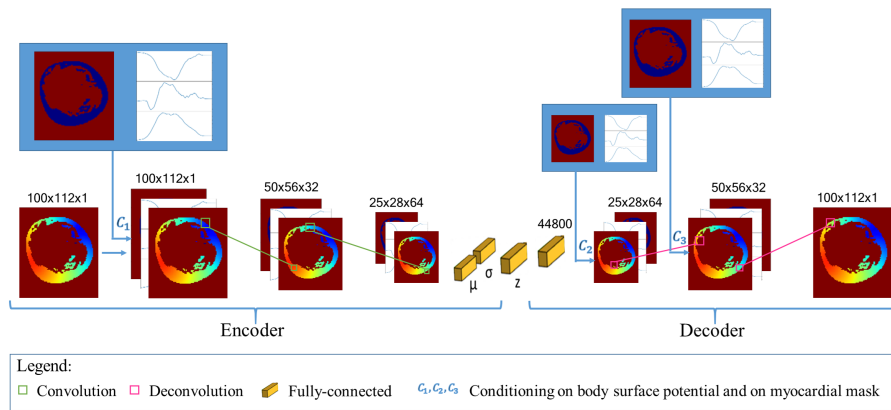 100x112x1
C₁
50x56x32
25x28x64
μ
σ
z
44800
C₂
25x28x64
C₃
50x56x32
100x112x1
Encoder
Decoder
Legend:
Convolution
Deconvolution
Fully-connected
C₁, C₂, C₃ Conditioning on body surface potential and on myocardial mask